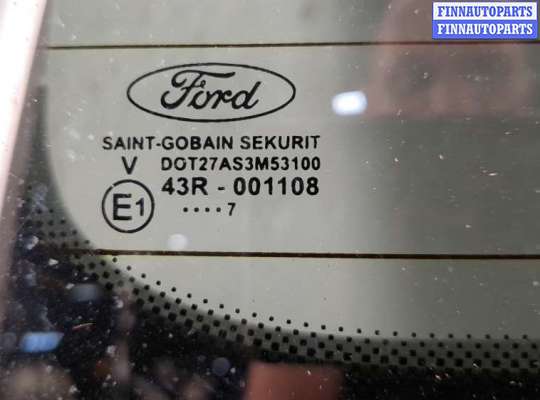 FINNAUTOPARTS
FINNAUTOPARTS
Ford
SAINT-GOBAIN SEKURIT
V DOT27AS3M53100
E1 43R - 001108
....7